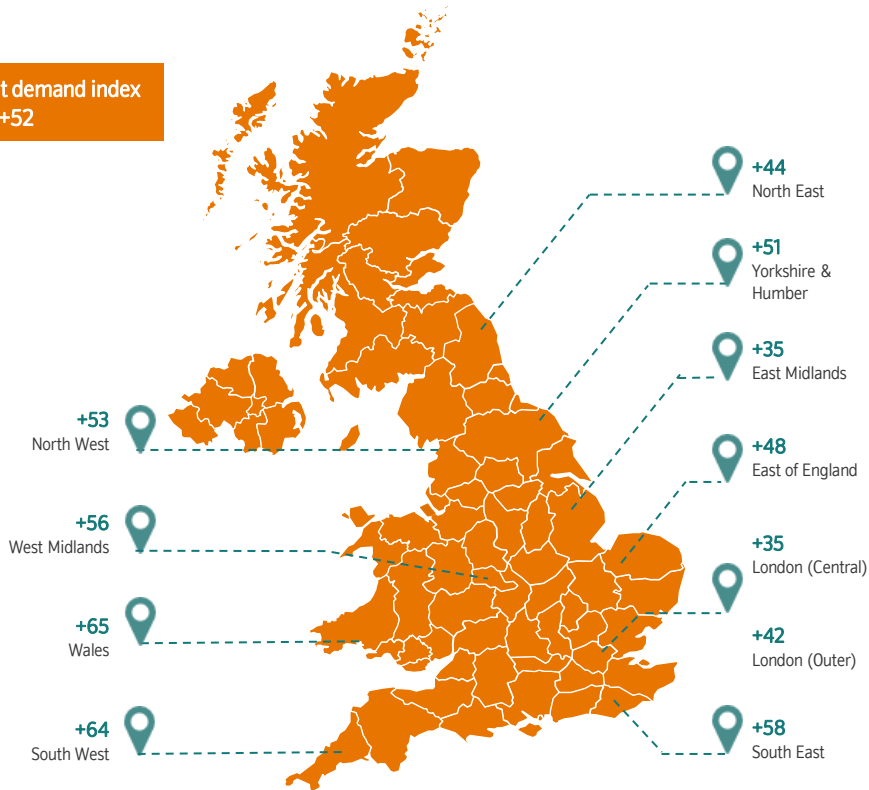 t demand index
+52
+44
North East
+51
Yorkshire &
Humber
+35
East Midlands
+53
North West
+48
East of England
+56
West Midlands
+35
London (Central)
+65
Wales
+42
London (Outer)
+64
South West
+58
South East